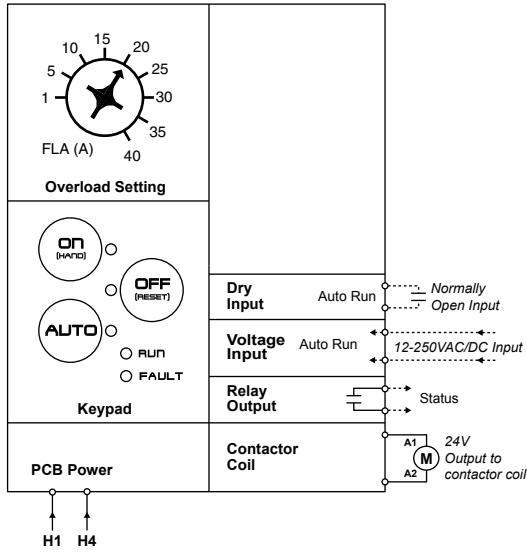 15
10
20
5
25
1
30
35
FLA (A)
40
Overload Setting
ON
(HAND)
OFF
(RESET)
AUTO
RUN
FAULT
Keypad
Dry
Input
Auto Run
Normally
Open Input
Voltage
Input
Auto Run
12-250VAC/DC Input
Relay
Output
Status
PCB Power
Contactor
Coil
A1
M
A2
24V
Output to
contactor coil
H1 H4